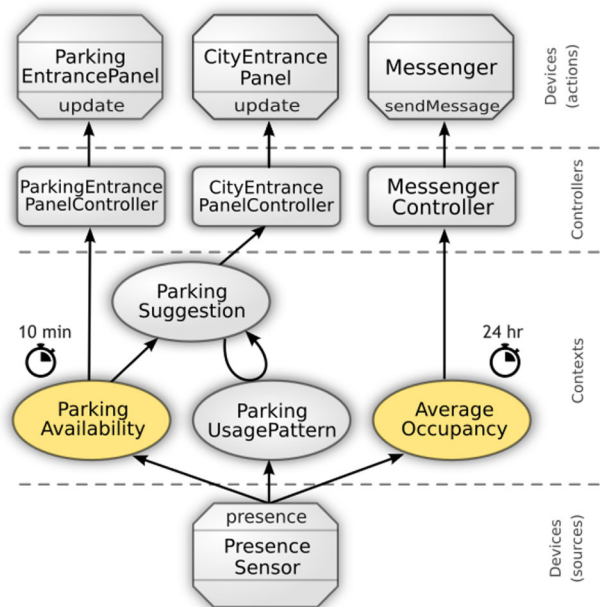 Parking
EntrancePanel
update
CityEntrance
Panel
update
Messenger
sendMessage
Devices
(actions)
ParkingEntrance
PanelController
CityEntrance
PanelController
Messenger
Controller
Controllers
Parking
Suggestion
10 min
24 hr
Contexts
Parking
Availability
Parking
UsagePattern
Average
Occupancy
presence
Presence
Sensor
Devices
(sources)